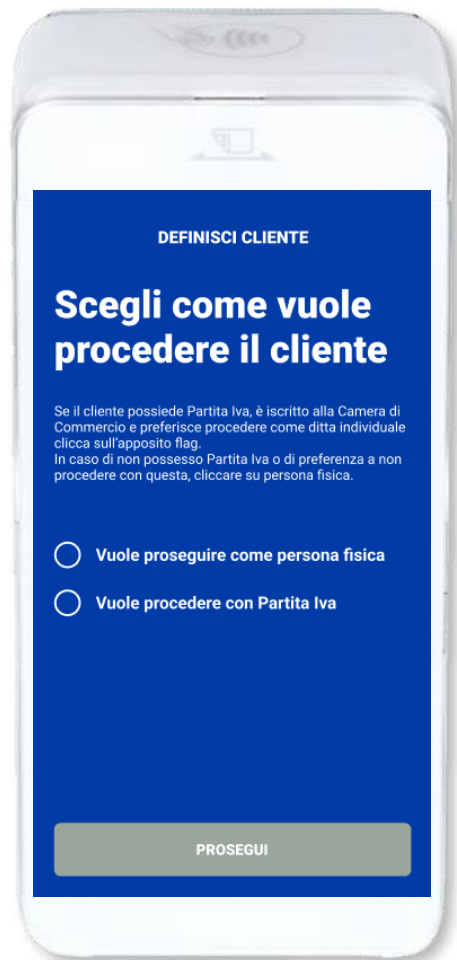 DEFINISCI CLIENTE
Scegli come vuole
procedere il cliente
Se il cliente possiede Partita Iva, è iscritto alla Camera di
Commercio e preferisce procedere come ditta individuale
clicca sull'apposito flag.
In caso di non possesso Partita Iva o di preferenza a non
procedere con questa, cliccare su persona fisica.
Vuole proseguire come persona fisica
Vuole procedere con Partita Iva
PROSEGUI